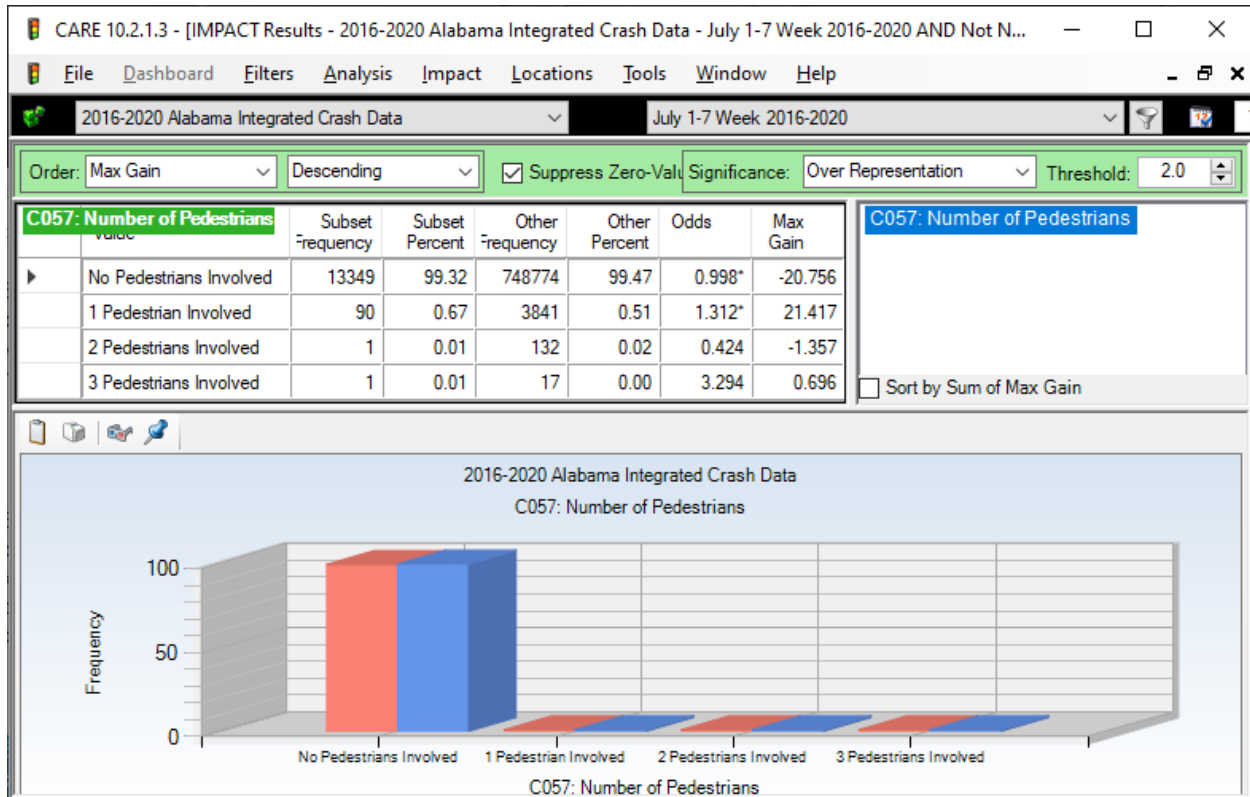 CARE 10.2.1.3 - [IMPACT Results - 2016-2020 Alabama Integrated Crash Data - July 1-7 Week 2016-2020 AND Not N...
File Dashboard Filters Analysis Impact Locations Tools Window Help
2016-2020 Alabama Integrated Crash Data July 1-7 Week 2016-2020
Order: Max Gain Descending Suppress Zero-Valu Significance: Over Representation Threshold: 2.0
C057: Number of Pedestrians Subset Frequency Subset Percent Other Frequency Other Percent Odds Max Gain
No Pedestrians Involved 13349 99.32 748774 99.47 0.998* -20.756
1 Pedestrian Involved 90 0.67 3841 0.51 1.312* 21.417
2 Pedestrians Involved 1 0.01 132 0.02 0.424 -1.357
3 Pedestrians Involved 1 0.01 17 0.00 3.294 0.696
C057: Number of Pedestrians
Sort by Sum of Max Gain
2016-2020 Alabama Integrated Crash Data
C057: Number of Pedestrians
100
50
0
Frequency
No Pedestrians Involved 1 Pedestrian Involved 2 Pedestrians Involved 3 Pedestrians Involved
C057: Number of Pedestrians